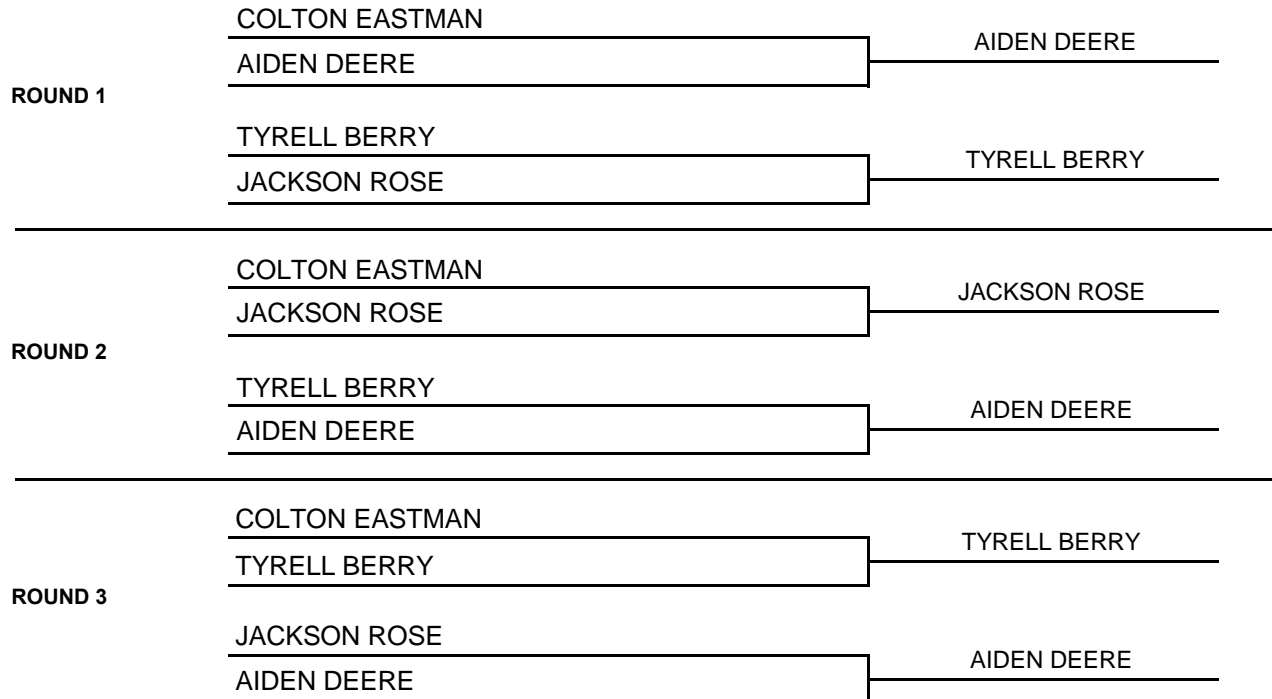 COLTON EASTMAN
AIDEN DEERE
AIDEN DEERE
ROUND 1
TYRELL BERRY
TYRELL BERRY
JACKSON ROSE
COLTON EASTMAN
JACKSON ROSE
JACKSON ROSE
ROUND 2
TYRELL BERRY
AIDEN DEERE
AIDEN DEERE
COLTON EASTMAN
TYRELL BERRY
TYRELL BERRY
ROUND 3
JACKSON ROSE
AIDEN DEERE
AIDEN DEERE